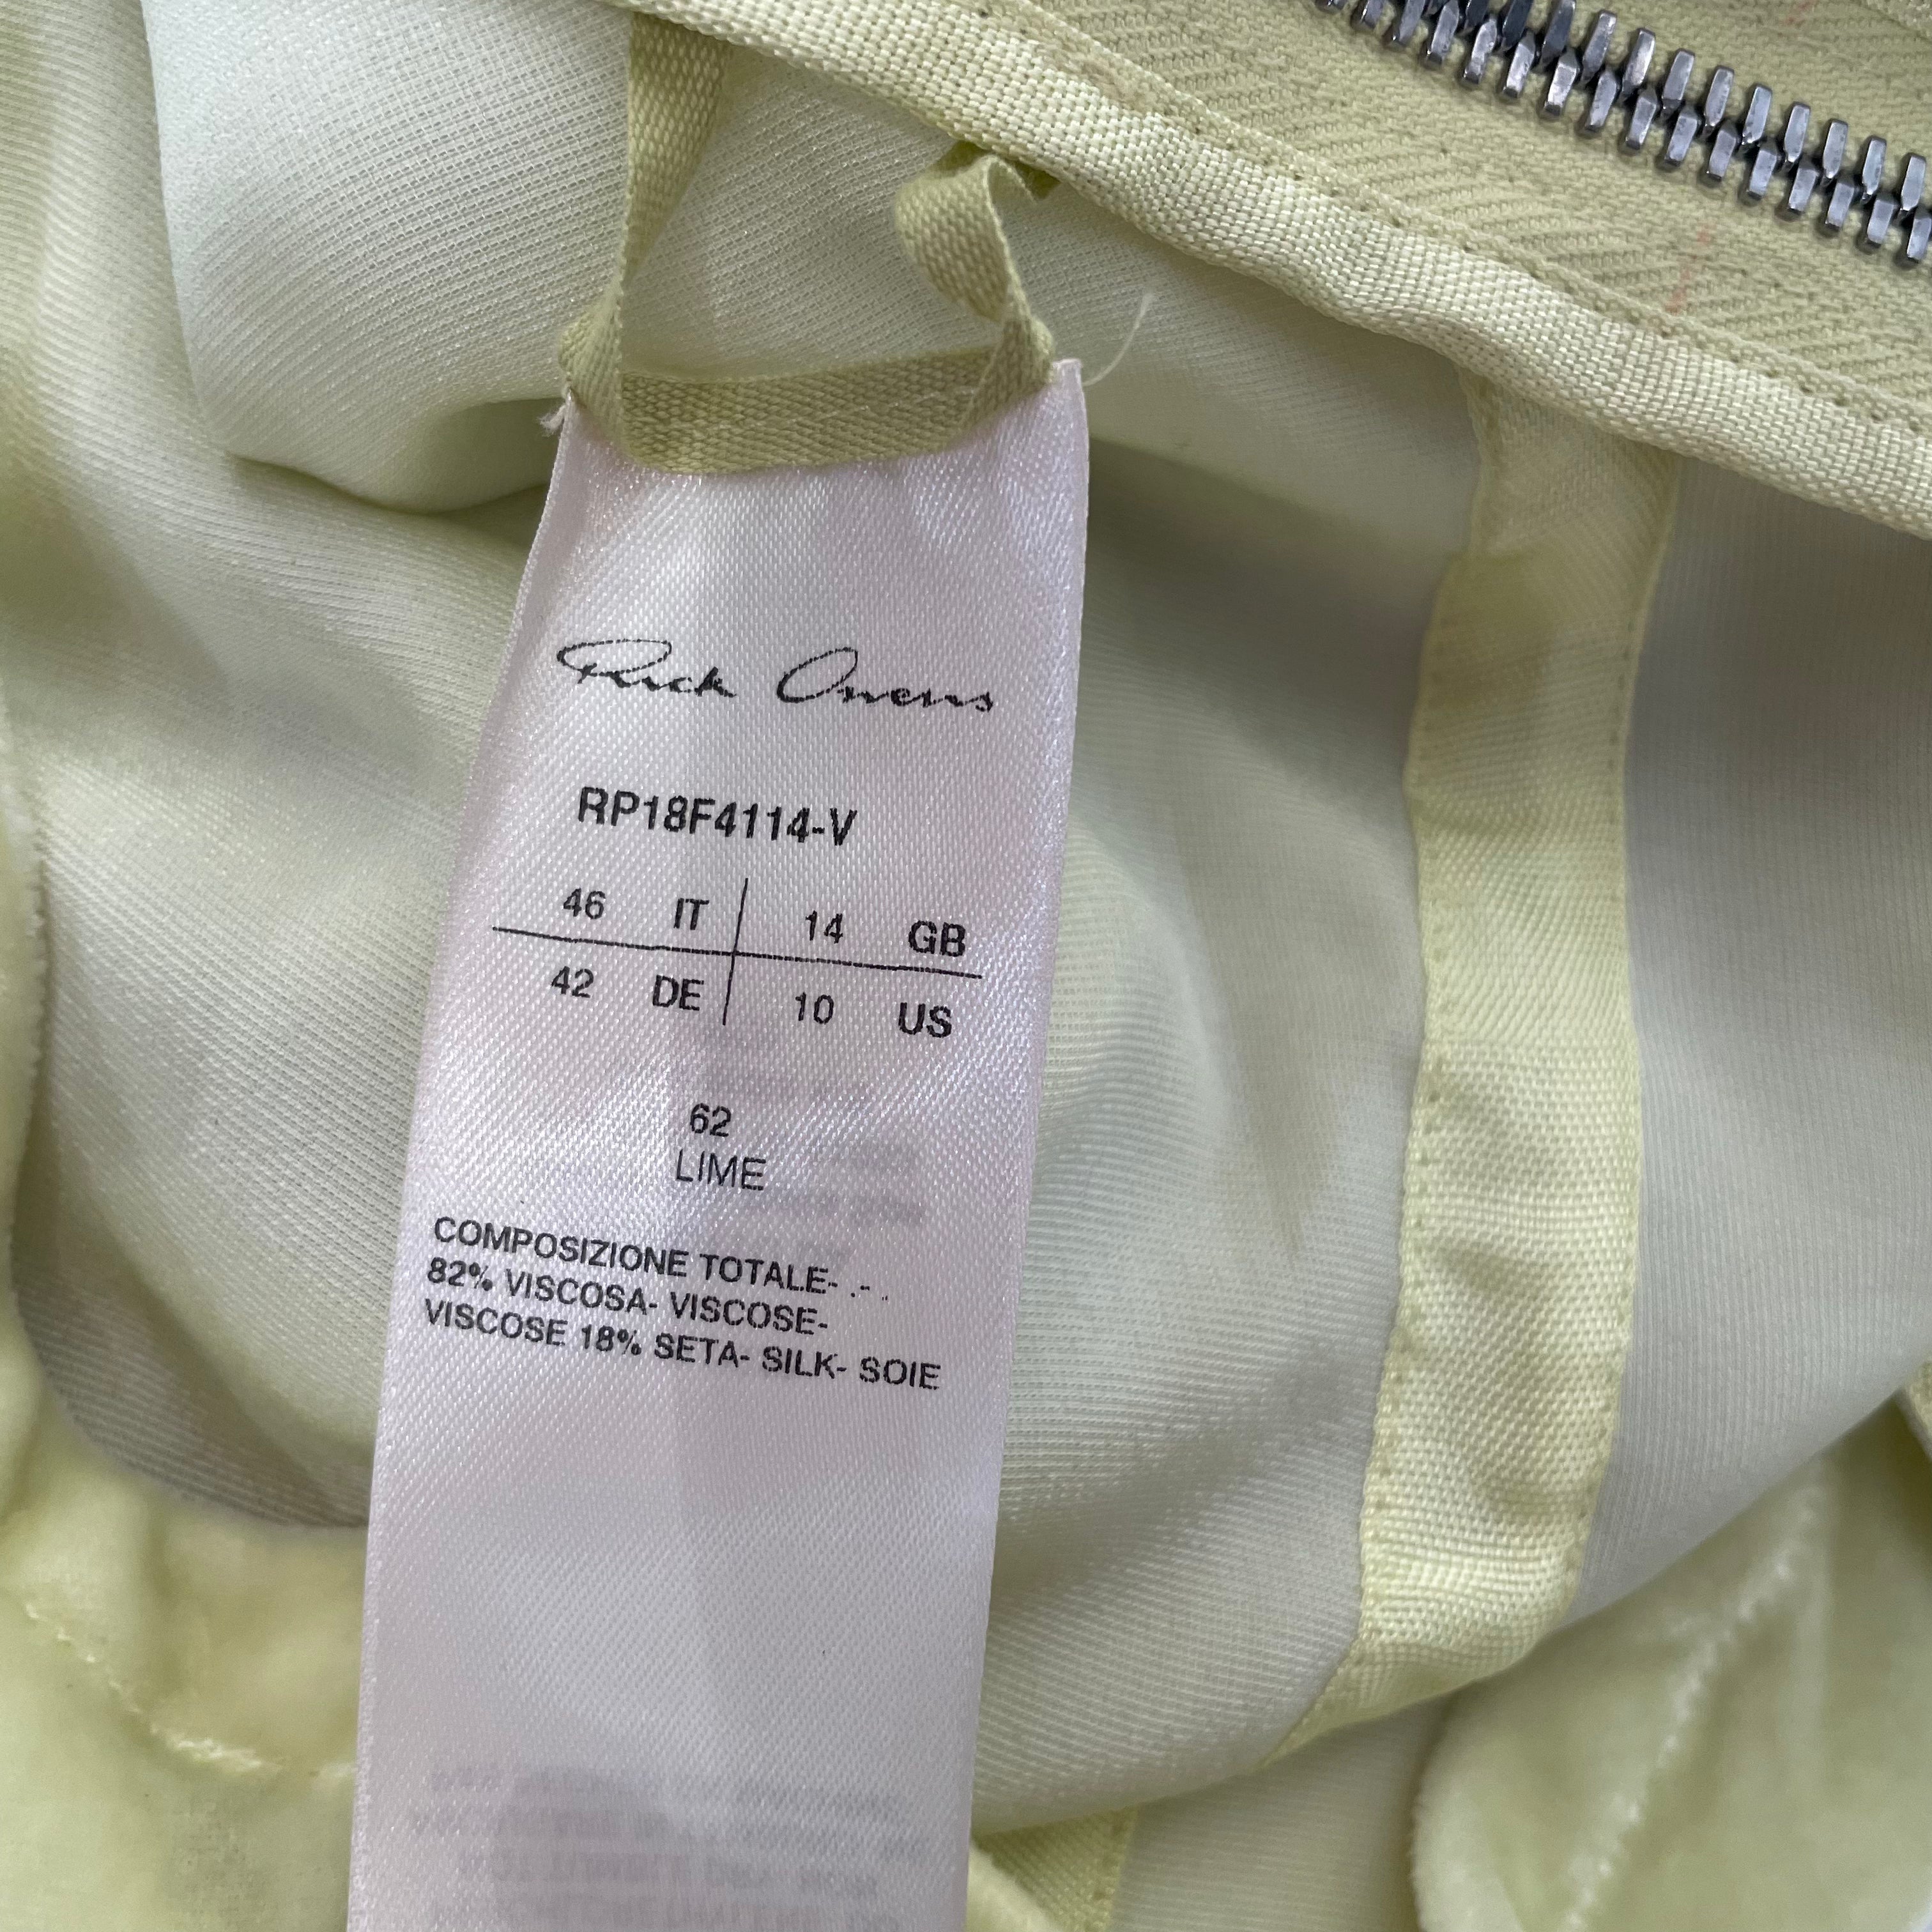 Rick Owens
RP18F4114-V
46 IT 14 GB
42 DE 10 US
62
LIME
COMPOSIZIONE TOTALE- .- .
82% VISCOSA- VISCOSE-
VISCOSE 18% SETA- SILK- SOIE